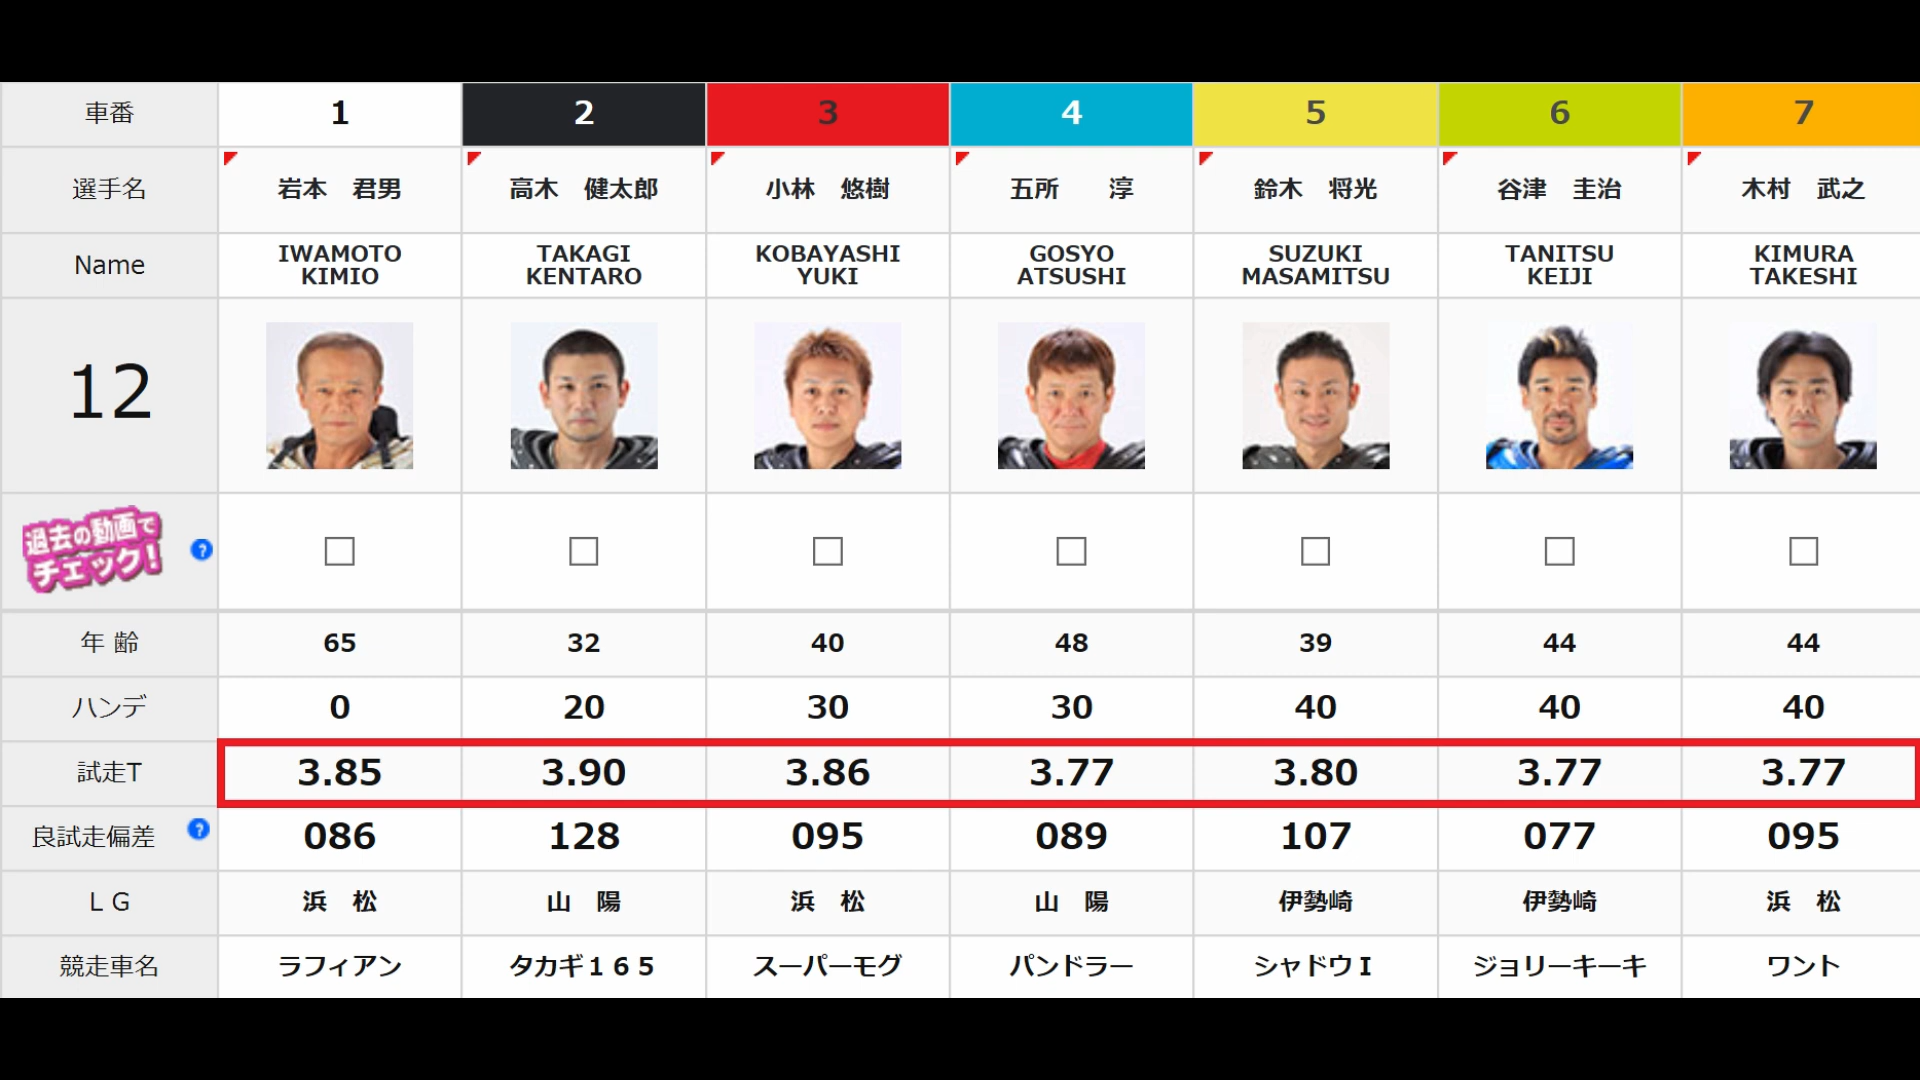 車番 1 2 3 4 5 6 7
選手名 岩本 君男 高木 健太郎 小林 悠樹 五所 淳 鈴木 将光 谷津 圭治 木村 武之
Name IWAMOTO KIMIO TAKAGI KENTARO KOBAYASHI YUKI GOSYO ATSUSHI SUZUKI MASAMITSU TANITSU KEIJI KIMURA TAKESHI
12
過去の動画で
チェック! ?
年齢 65 32 40 48 39 44 44
ハンデ 0 20 30 30 40 40 40
試走T 3.85 3.90 3.86 3.77 3.80 3.77 3.77
良試走偏差 ? 086 128 095 089 107 077 095
LG 浜 松 山 陽 浜 松 山 陽 伊勢崎 伊勢崎 浜 松
競走車名 ラフィアン タカギ165 スーパーモグ パンドラー シャドウI ジョリーキーキ ワント